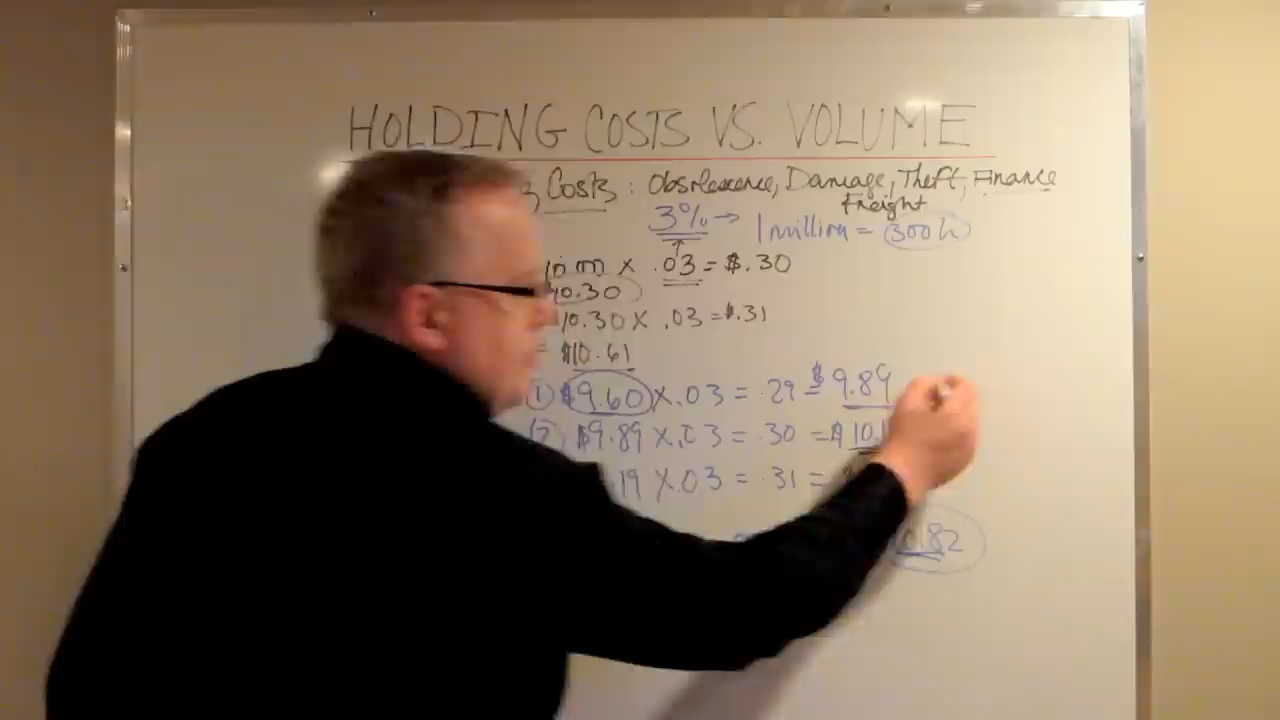 HOLDING COSTS VS. VOLUME
Costs: Obsolescence, Damage, Theft, Finance
Freight
3% → 1 million =
x .03 = $.30
10.30
10.30 X .03 = $.31
= $10.61
① $9.60 X .03 = .29 = $9.89
② $9.89 X .03 = .30 = $10.1
19 X .03 = .31 =
82